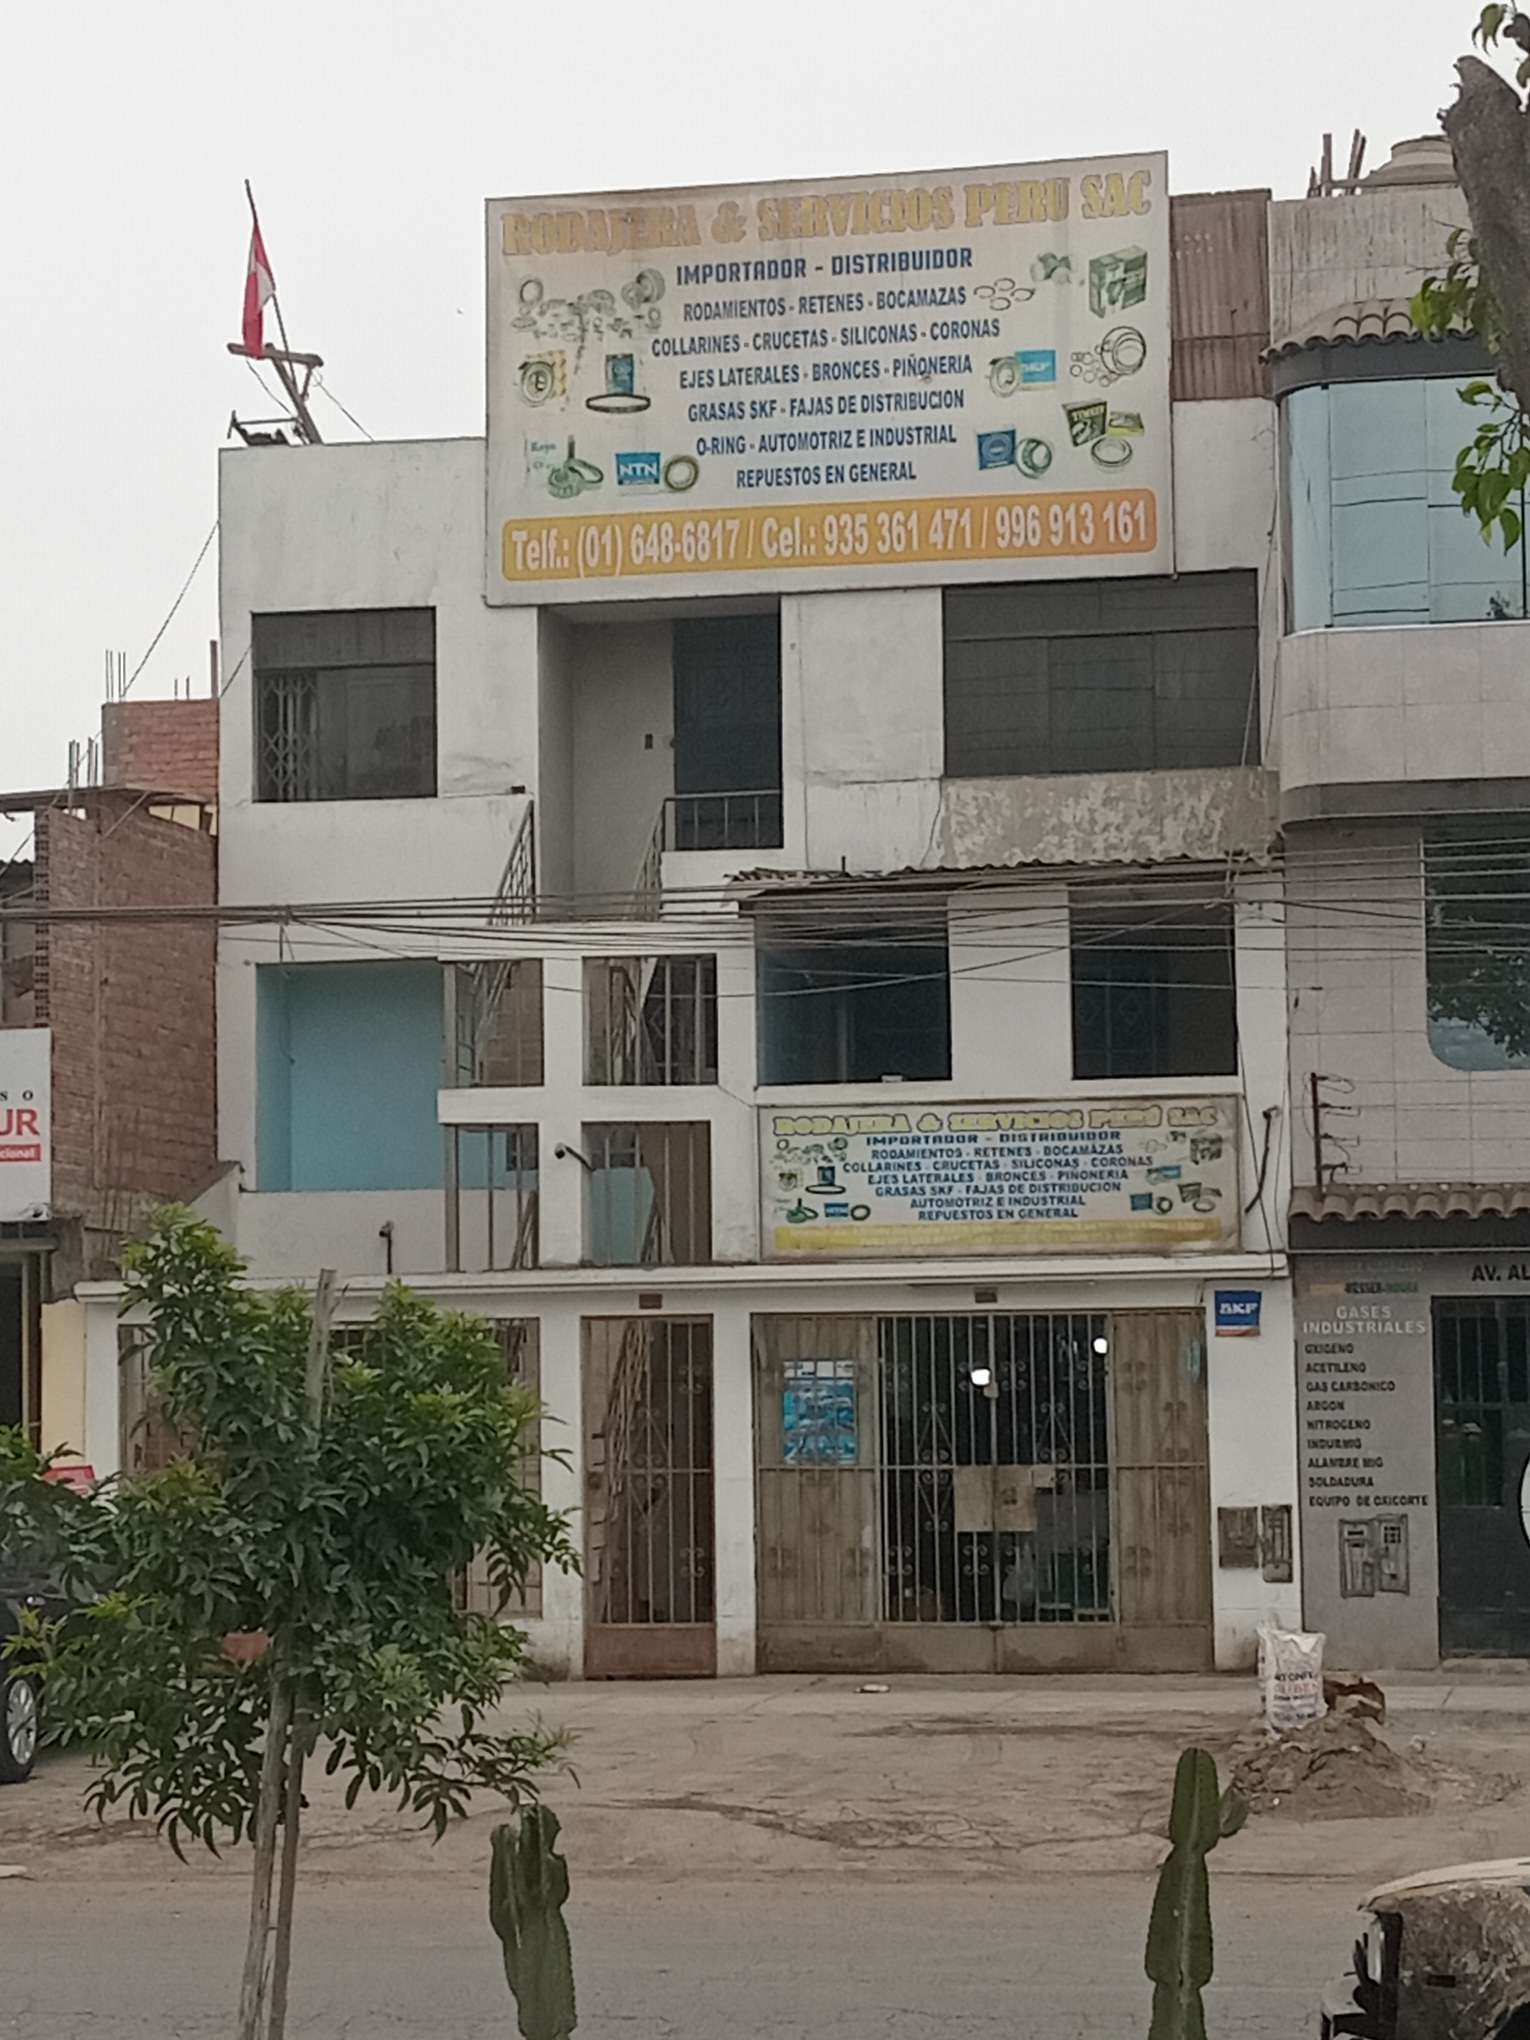 RODAJERA & SERVICIOS PERU SAC
IMPORTADOR - DISTRIBUIDOR
RODAMIENTOS - RETENES - BOCAMAZAS
COLLARINES - CRUCETAS - SILICONAS - CORONAS
EJES LATERALES - BRONCES - PIÑONERIA
GRASAS SKF - FAJAS DE DISTRIBUCION
O-RING - AUTOMOTRIZ E INDUSTRIAL
REPUESTOS EN GENERAL
SKF
TIMKEN
NTN
Telf.: (01) 648-6817 / Cel.: 935 361 471 / 996 913 161
S O
UR
cional
RODAJERA & SERVICIOS PERÚ SAC
IMPORTADOR - DISTRIBUIDOR
RODAMIENTOS - RETENES - BOCAMAZAS
COLLARINES - CRUCETAS - SILICONAS - CORONAS
EJES LATERALES - BRONCES - PIÑONERIA
GRASAS SKF - FAJAS DE DISTRIBUCION
AUTOMOTRIZ E INDUSTRIAL
REPUESTOS EN GENERAL
NTN
SKF
AV. AL
GASES
INDUSTRIALES
OXIGENO
ACETILENO
GAS CARBONICO
ARGON
NITROGENO
INDURMIG
ALAMBRE MIG
SOLDADURA
EQUIPO DE OXICORTE